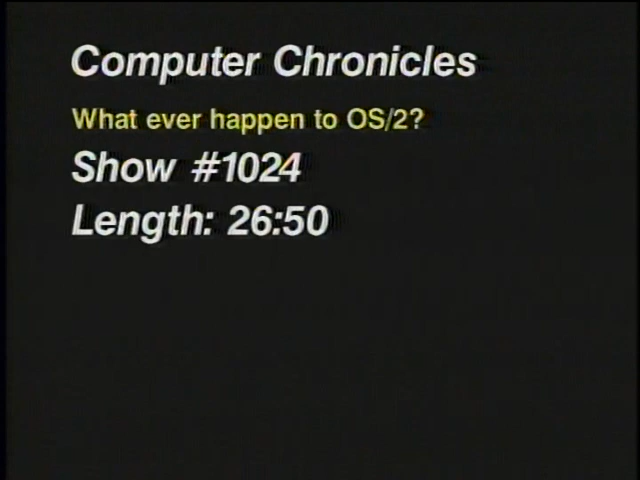 Computer Chronicles
What ever happen to OS/2?
Show #1024
Length: 26:50